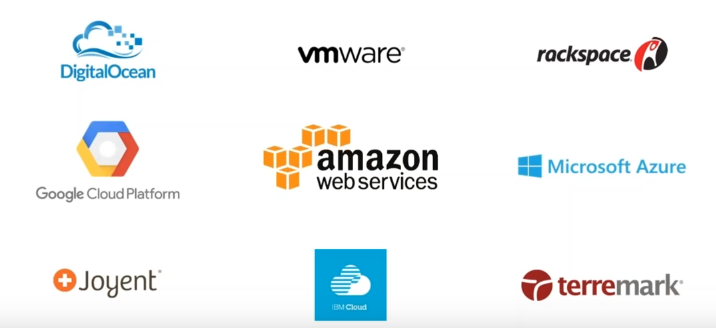 DigitalOcean
vmware®
rackspace®
Google Cloud Platform
amazon
web services
Microsoft Azure
Joyent®
IBM Cloud
terremark®